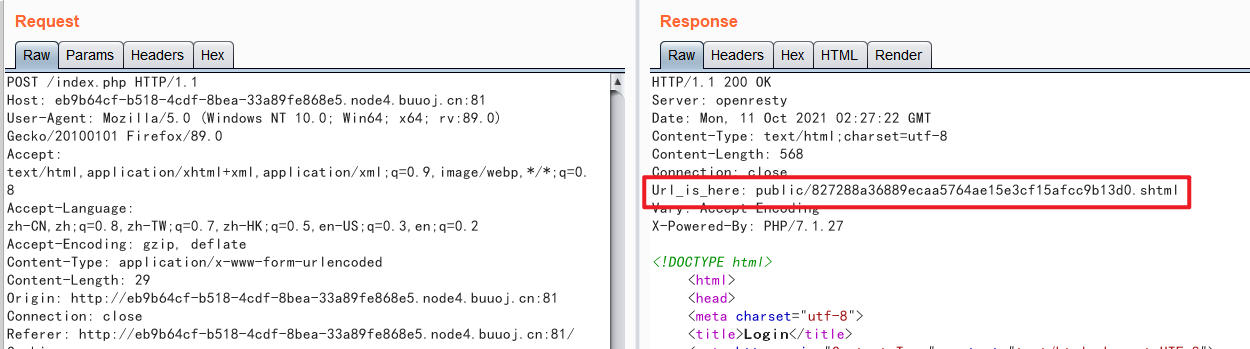 Request
Raw Params Headers Hex
POST /index.php HTTP/1.1
Host: eb9b64cf-b518-4cdf-8bea-33a89fe868e5.node4.buuoj.cn:81
User-Agent: Mozilla/5.0 (Windows NT 10.0; Win64; x64; rv:89.0)
Gecko/20100101 Firefox/89.0
Accept:
text/html,application/xhtml+xml,application/xml;q=0.9,image/webp,*/*;q=0.
8
Accept-Language:
zh-CN,zh;q=0.8,zh-TW;q=0.7,zh-HK;q=0.5,en-US;q=0.3,en;q=0.2
Accept-Encoding: gzip, deflate
Content-Type: application/x-www-form-urlencoded
Content-Length: 29
Origin: http://eb9b64cf-b518-4cdf-8bea-33a89fe868e5.node4.buuoj.cn:81
Connection: close
Referer: http://eb9b64cf-b518-4cdf-8bea-33a89fe868e5.node4.buuoj.cn:81/
Response
Raw Headers Hex HTML Render
HTTP/1.1 200 OK
Server: openresty
Date: Mon, 11 Oct 2021 02:27:22 GMT
Content-Type: text/html;charset=utf-8
Content-Length: 568
Connection: close
Url_is_here: public/827288a36889ecaa5764ae15e3cf15afcc9b13d0.shtml
Vary: Accept-Encoding
X-Powered-By: PHP/7.1.27
<!DOCTYPE html>
<html>
<head>
<meta charset="utf-8">
<title>Login</title>